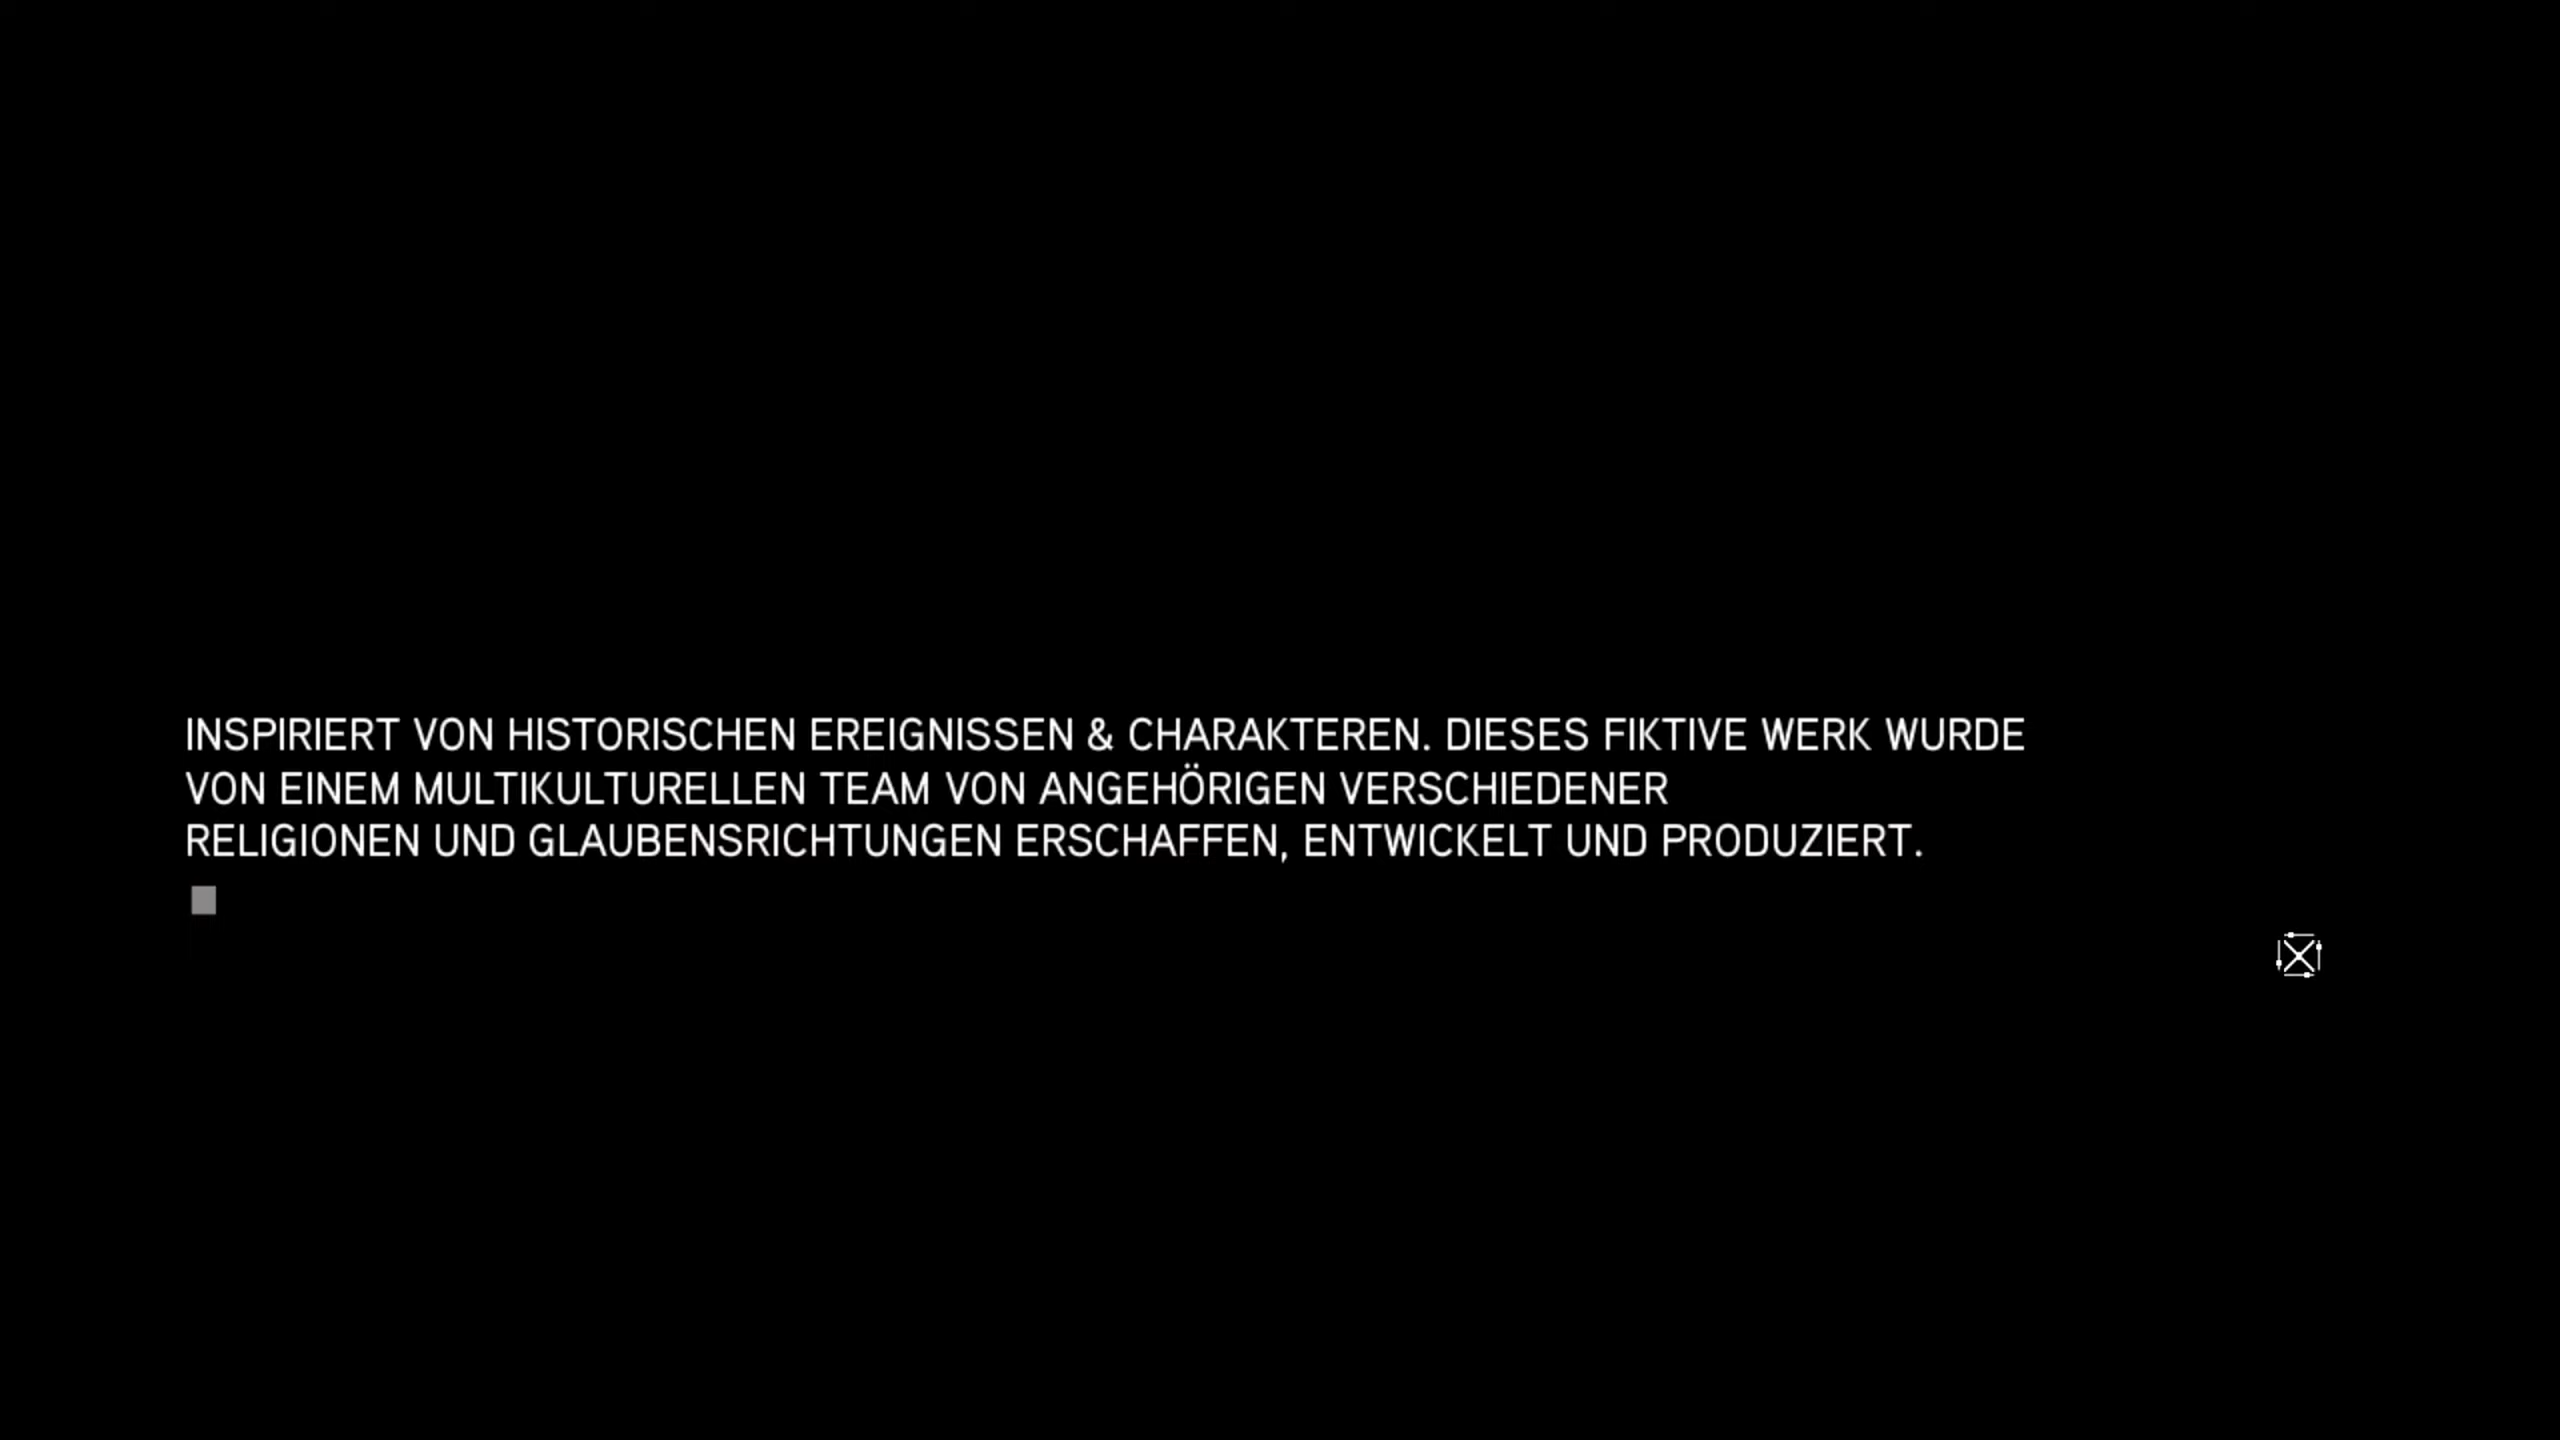 INSPIRIERT VON HISTORISCHEN EREIGNISSEN & CHARAKTEREN. DIESES FIKTIVE WERK WURDE
VON EINEM MULTIKULTURELLEN TEAM VON ANGEHÖRIGEN VERSCHIEDENER
RELIGIONEN UND GLAUBENSRICHTUNGEN ERSCHAFFEN, ENTWICKELT UND PRODUZIERT.